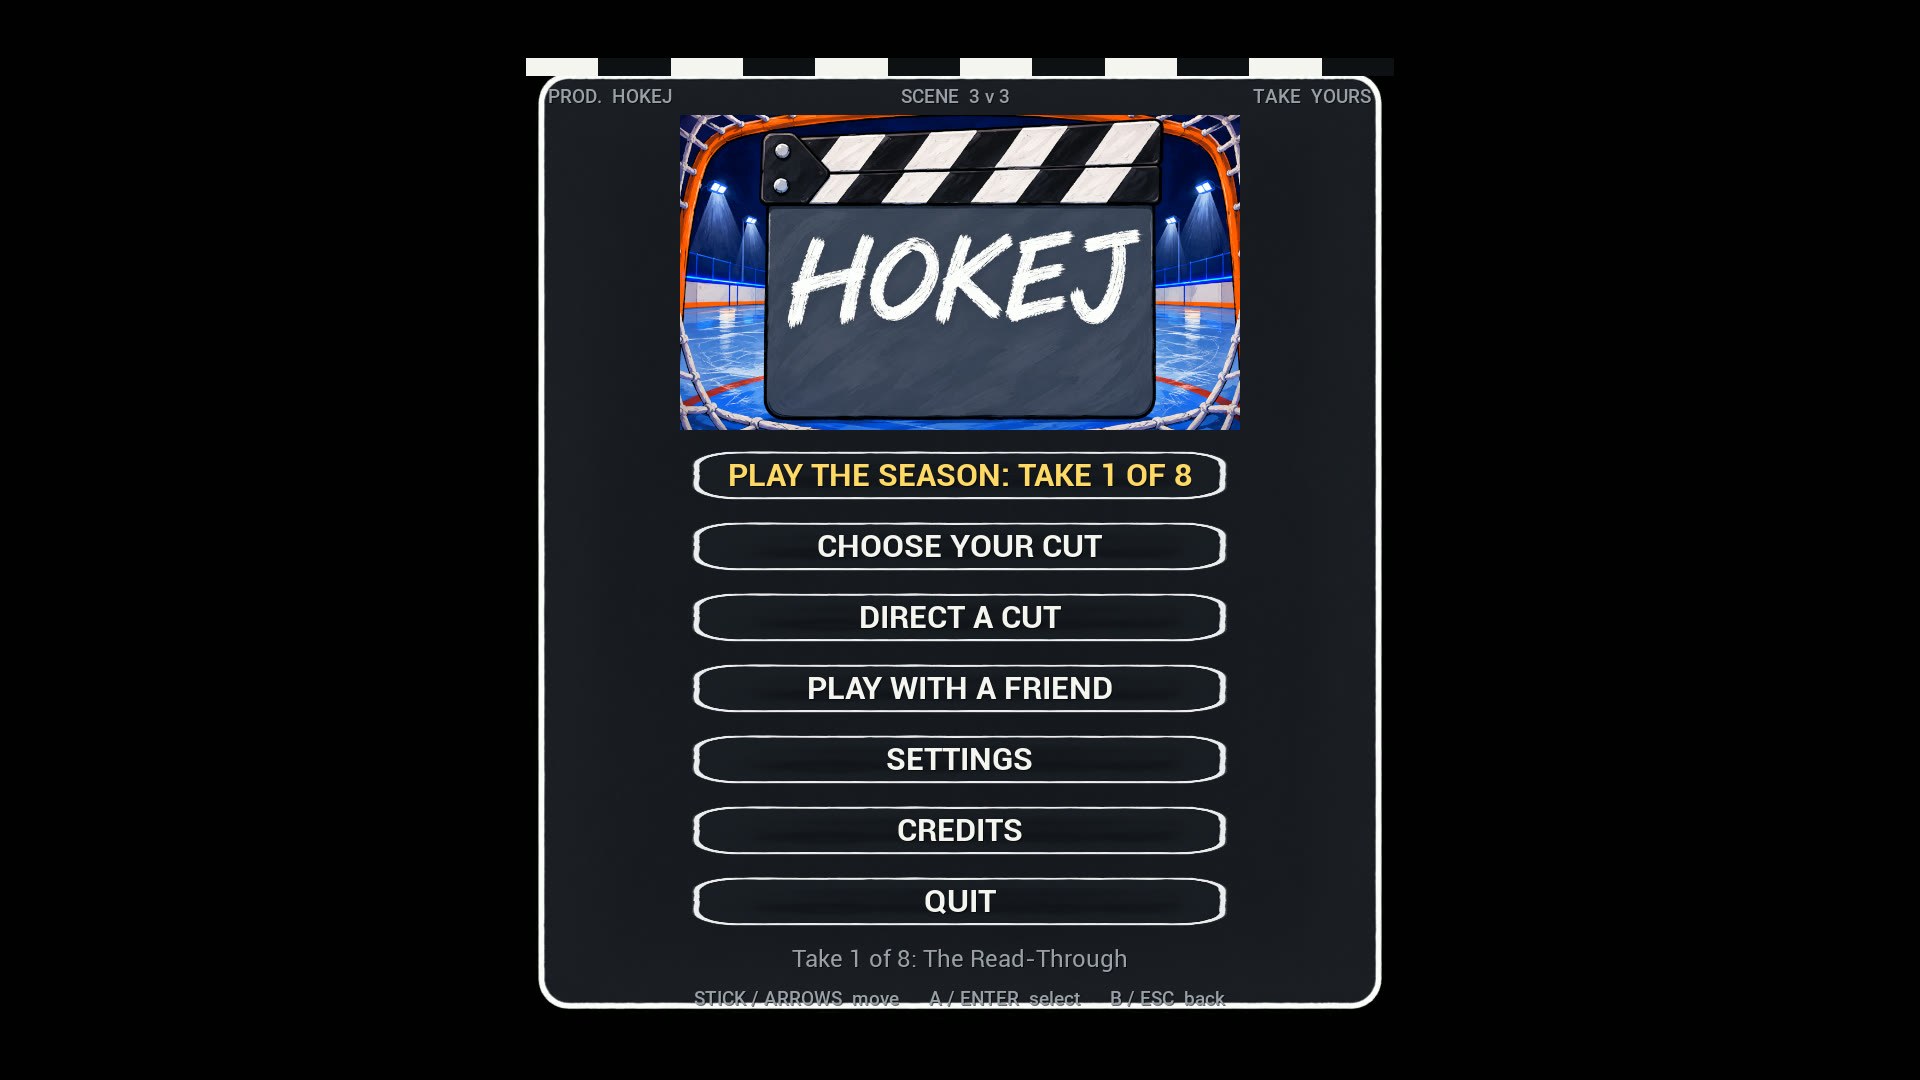 PROD. HOKEJ SCENE 3 v 3 TAKE YOURS
HOKEJ
PLAY THE SEASON: TAKE 1 OF 8
CHOOSE YOUR CUT
DIRECT A CUT
PLAY WITH A FRIEND
SETTINGS
CREDITS
QUIT
Take 1 of 8: The Read-Through
STICK / ARROWS move A / ENTER select B / ESC back